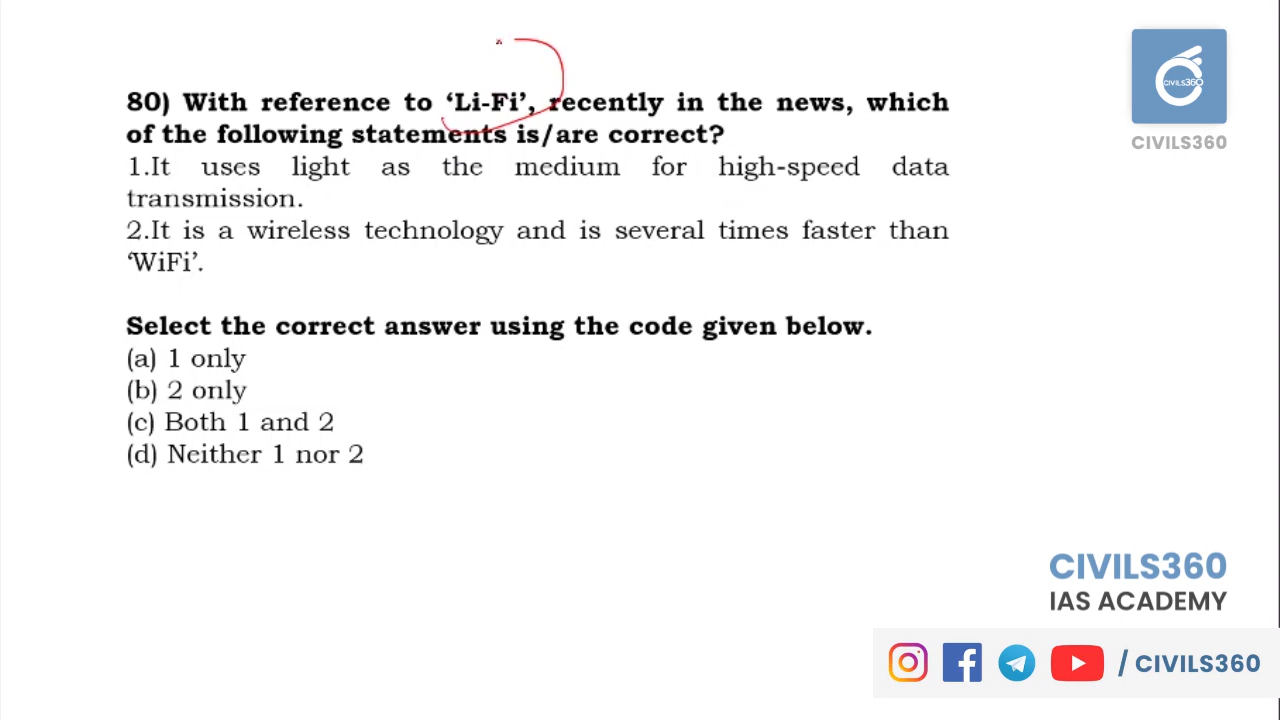 CIVILS360
CIVILS360
80) With reference to ‘Li-Fi’, recently in the news, which
of the following statements is/are correct?
1.It uses light as the medium for high-speed data
transmission.
2.It is a wireless technology and is several times faster than
‘WiFi’.
Select the correct answer using the code given below.
(a) 1 only
(b) 2 only
(c) Both 1 and 2
(d) Neither 1 nor 2
CIVILS360
IAS ACADEMY
/ CIVILS360